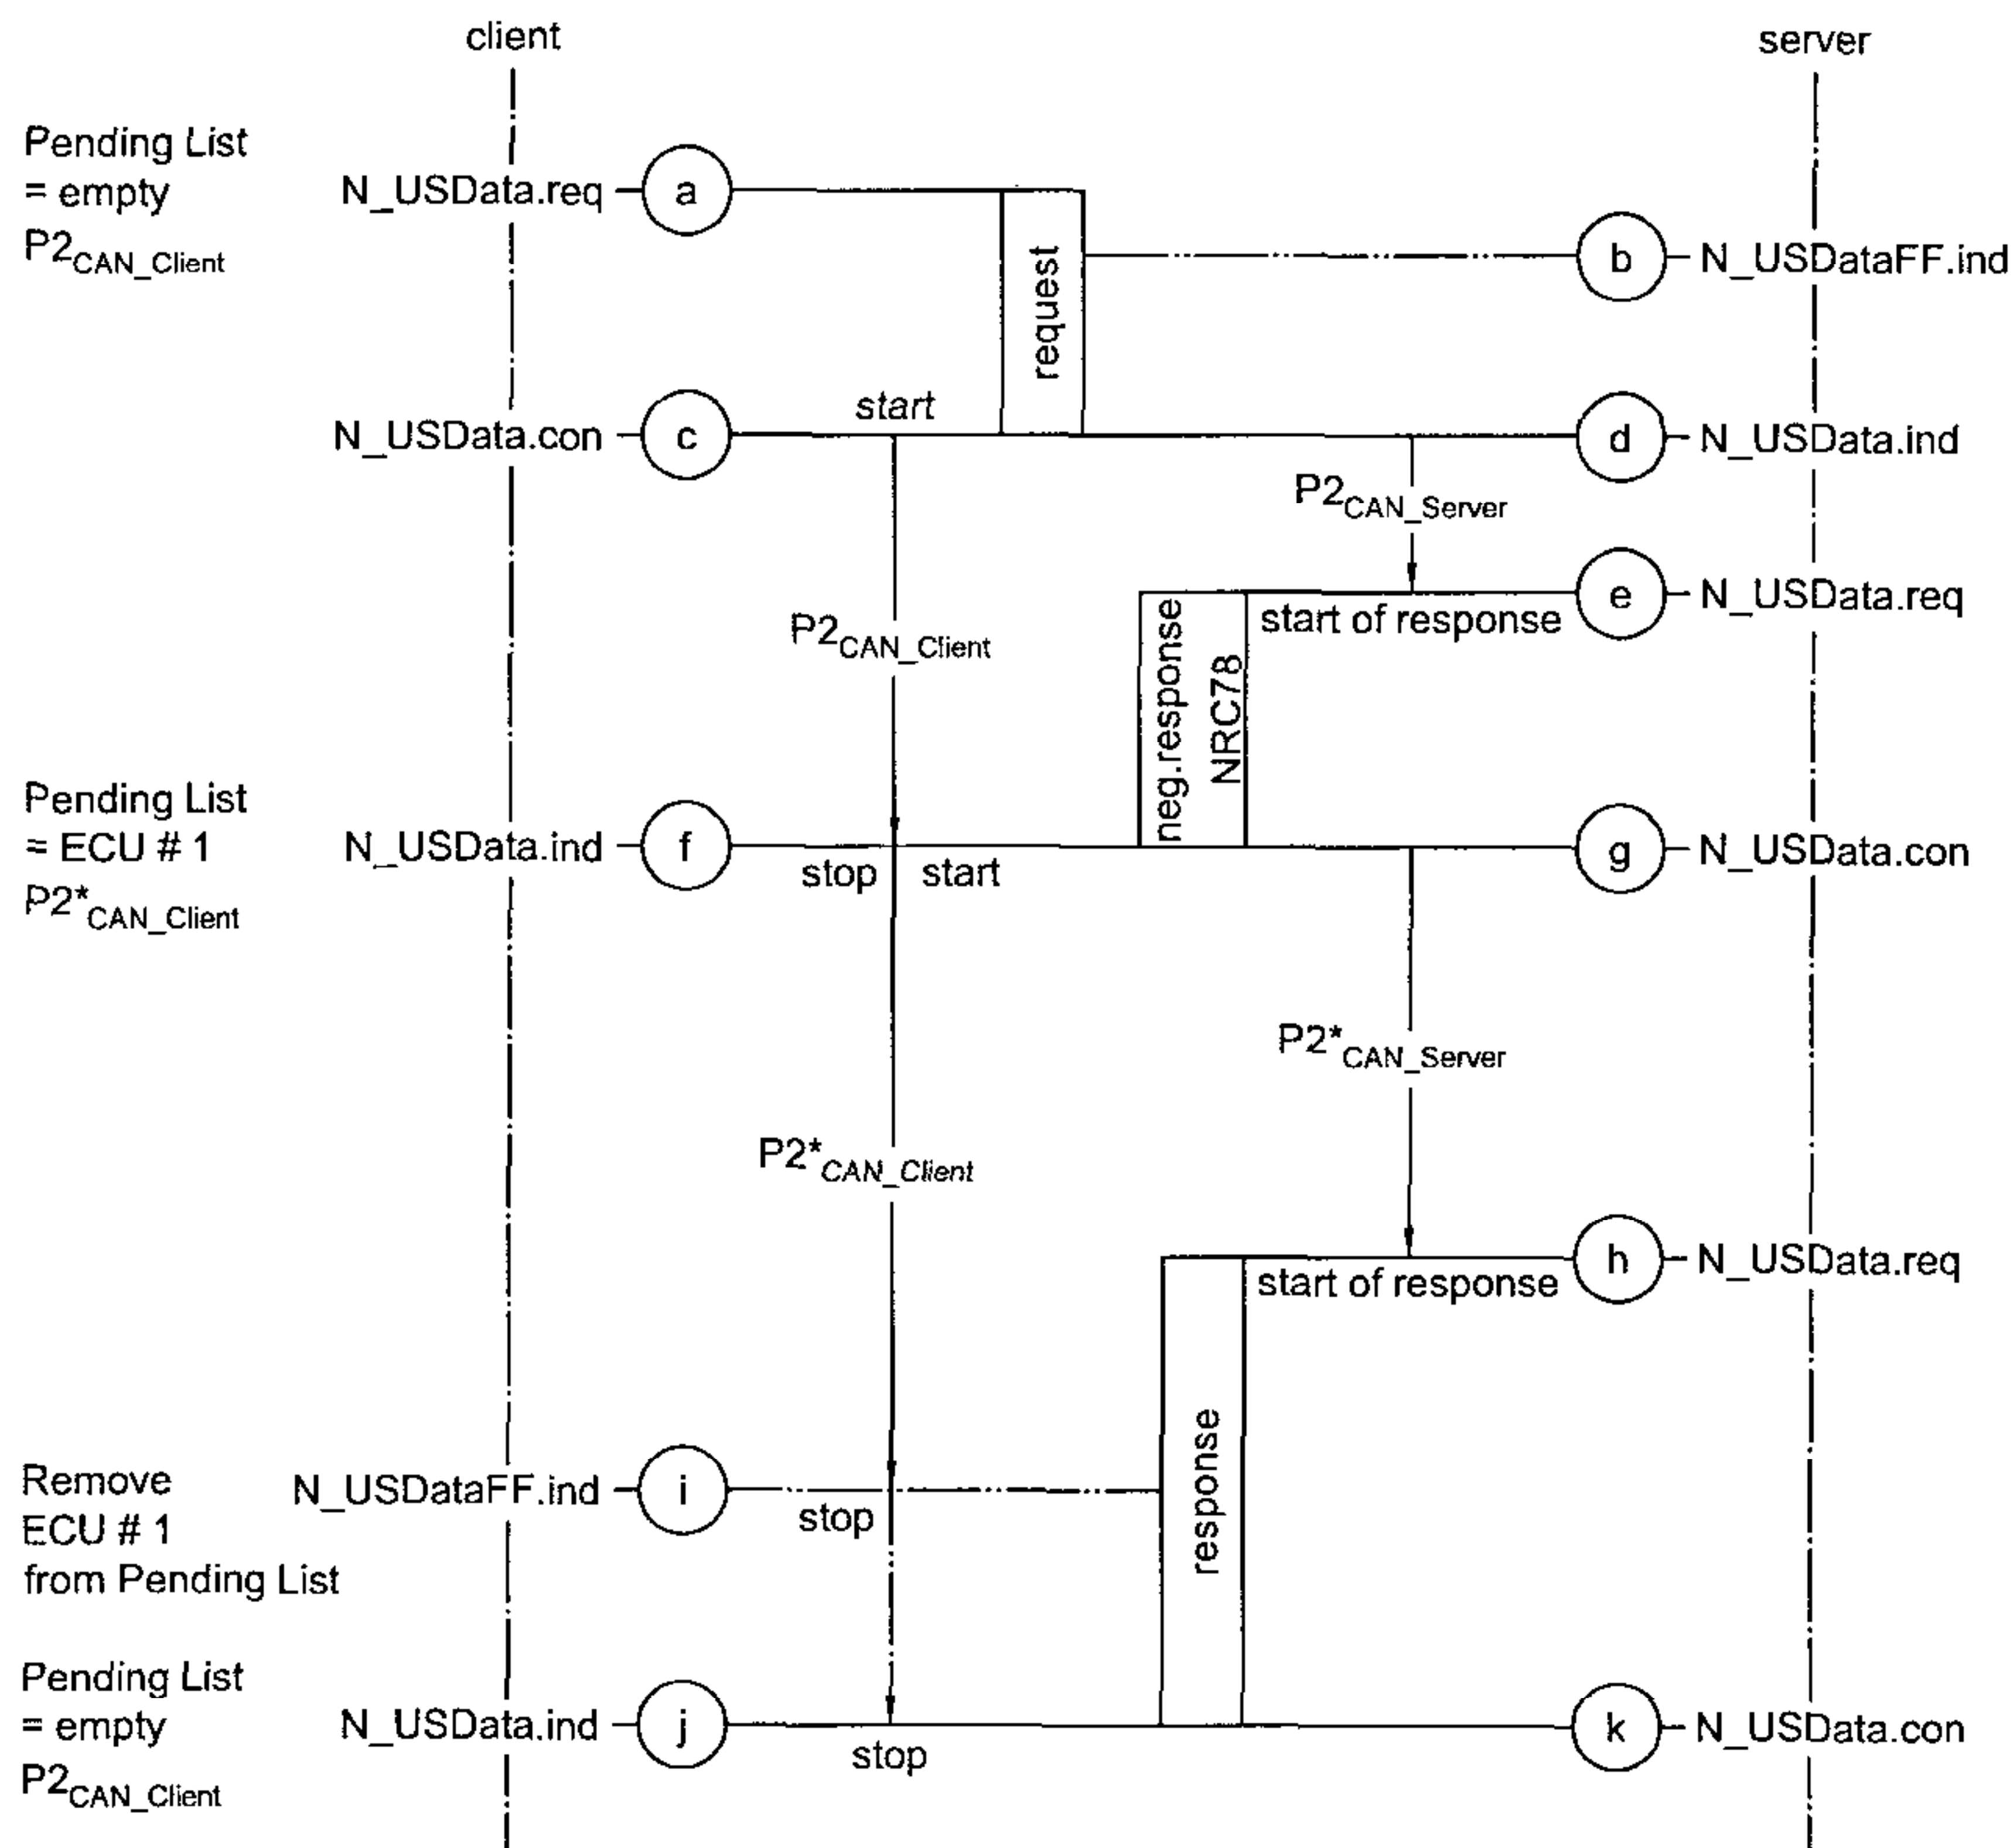 client
server
Pending List
= empty
P2CAN_Client
N_USData.req
a
request
b
N_USDataFF.ind
N_USData.con
c
start
d
N_USData.ind
P2CAN_Server
e
N_USData.req
start of response
P2CAN_Client
neg.response
NRC78
Pending List
= ECU # 1
P2*CAN_Client
N_USData.ind
f
stop
start
g
N_USData.con
P2*CAN_Server
P2*CAN_Client
h
N_USData.req
start of response
response
Remove
ECU # 1
from Pending List
N_USDataFF.ind
i
stop
Pending List
= empty
P2CAN_Client
N_USData.ind
j
stop
k
N_USData.con